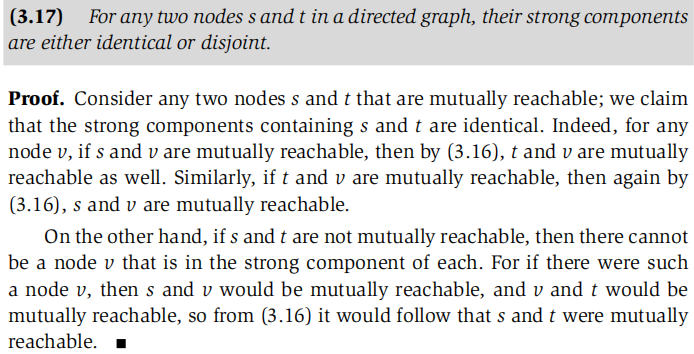 (3.17) For any two nodes s and t in a directed graph, their strong components
are either identical or disjoint.
Proof. Consider any two nodes s and t that are mutually reachable; we claim
that the strong components containing s and t are identical. Indeed, for any
node v, if s and v are mutually reachable, then by (3.16), t and v are mutually
reachable as well. Similarly, if t and v are mutually reachable, then again by
(3.16), s and v are mutually reachable.
On the other hand, if s and t are not mutually reachable, then there cannot
be a node v that is in the strong component of each. For if there were such
a node v, then s and v would be mutually reachable, and v and t would be
mutually reachable, so from (3.16) it would follow that s and t were mutually
reachable. ■